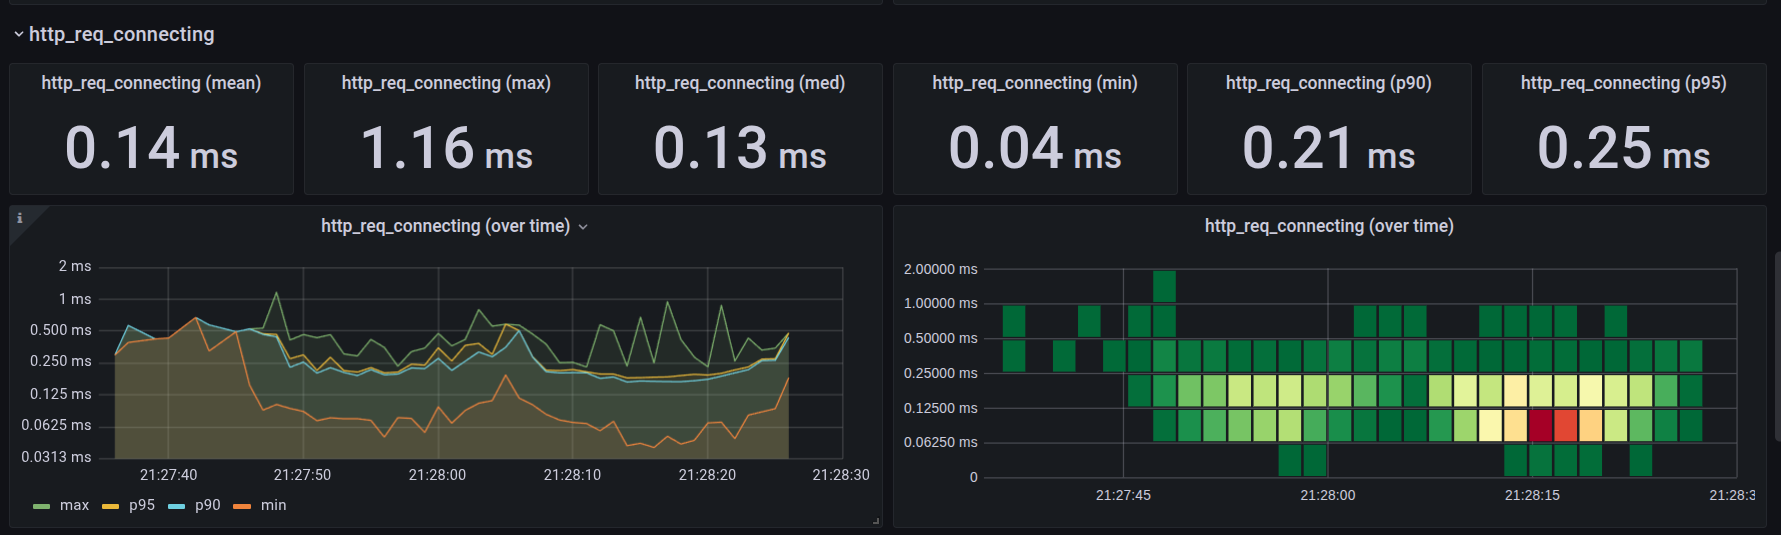 http_req_connecting
http_req_connecting (mean)
0.14 ms
http_req_connecting (max)
1.16 ms
http_req_connecting (med)
0.13 ms
http_req_connecting (min)
0.04 ms
http_req_connecting (p90)
0.21 ms
http_req_connecting (p95)
0.25 ms
i
http_req_connecting (over time)
2 ms
1 ms
0.500 ms
0.250 ms
0.125 ms
0.0625 ms
0.0313 ms
21:27:40 21:27:50 21:28:00 21:28:10 21:28:20 21:28:30
max p95 p90 min
http_req_connecting (over time)
2.00000 ms
1.00000 ms
0.50000 ms
0.25000 ms
0.12500 ms
0.06250 ms
0
21:27:45 21:28:00 21:28:15 21:28:3